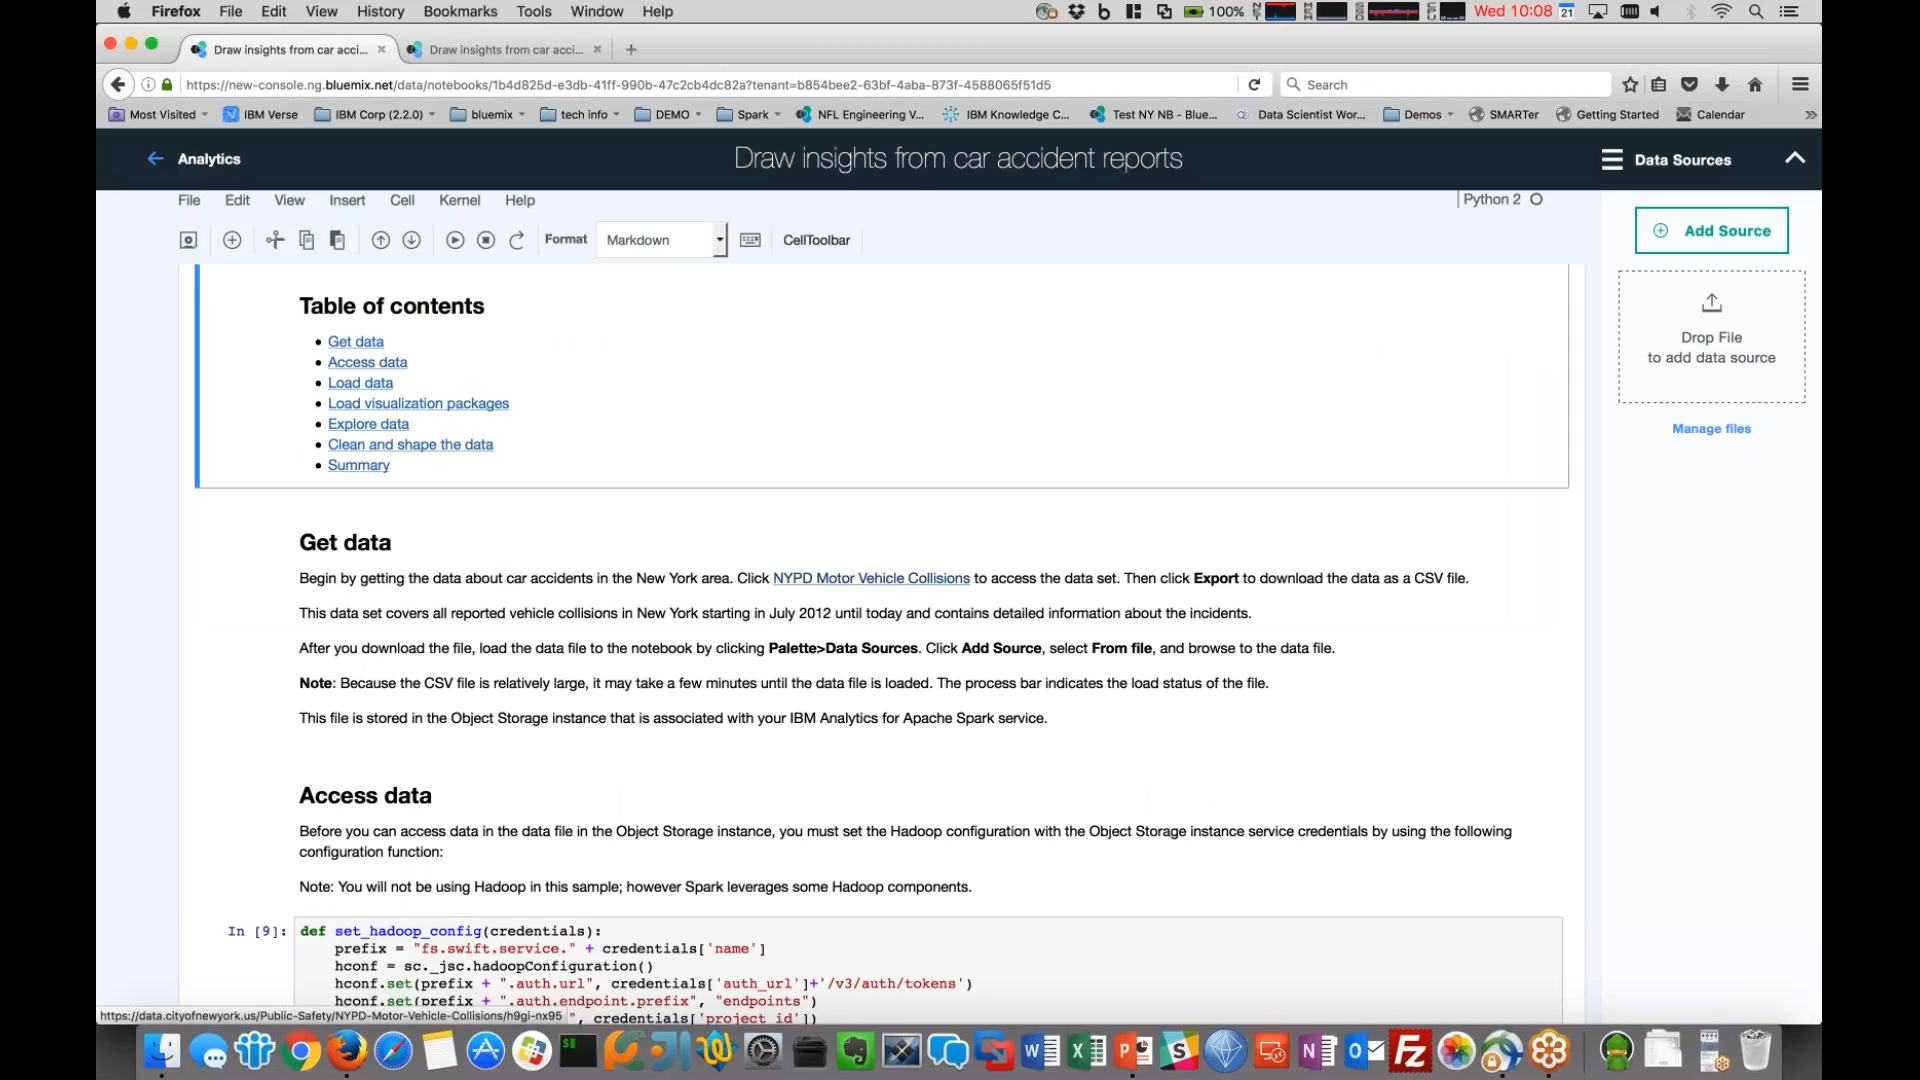 Firefox File Edit View History Bookmarks Tools Window Help 100% Wed 10:08 21
Draw insights from car acci... Draw insights from car acci...
https://new-console.ng.bluemix.net/data/notebooks/1b4d825d-e3db-41ff-990b-47c2cb4dc82a?tenant=b854bee2-63bf-4aba-873f-4588065f51d5 Search
Most Visited IBM Verse IBM Corp (2.2.0) bluemix tech info DEMO Spark NFL Engineering V... IBM Knowledge C... Test NY NB - Blue... Data Scientist Wor... Demos SMARTer Getting Started Calendar
Analytics Draw insights from car accident reports Data Sources
File Edit View Insert Cell Kernel Help Python 2
Format Markdown CellToolbar
Add Source
Drop File
to add data source
Manage files
Table of contents
Get data
Access data
Load data
Load visualization packages
Explore data
Clean and shape the data
Summary
Get data
Begin by getting the data about car accidents in the New York area. Click NYPD Motor Vehicle Collisions to access the data set. Then click Export to download the data as a CSV file.
This data set covers all reported vehicle collisions in New York starting in July 2012 until today and contains detailed information about the incidents.
After you download the file, load the data file to the notebook by clicking Palette>Data Sources. Click Add Source, select From file, and browse to the data file.
Note: Because the CSV file is relatively large, it may take a few minutes until the data file is loaded. The process bar indicates the load status of the file.
This file is stored in the Object Storage instance that is associated with your IBM Analytics for Apache Spark service.
Access data
Before you can access data in the data file in the Object Storage instance, you must set the Hadoop configuration with the Object Storage instance service credentials by using the following
configuration function:
Note: You will not be using Hadoop in this sample; however Spark leverages some Hadoop components.
In [9]: def set_hadoop_config(credentials):
prefix = "fs.swift.service." + credentials['name']
hconf = sc._jsc.hadoopConfiguration()
hconf.set(prefix + ".auth.url", credentials['auth_url']+'/v3/auth/tokens')
hconf.set(prefix + ".auth.endpoint.prefix", "endpoints")
https://data.cityofnewyork.us/Public-Safety/NYPD-Motor-Vehicle-Collisions/h9gi-nx95 ", credentials['project_id'])